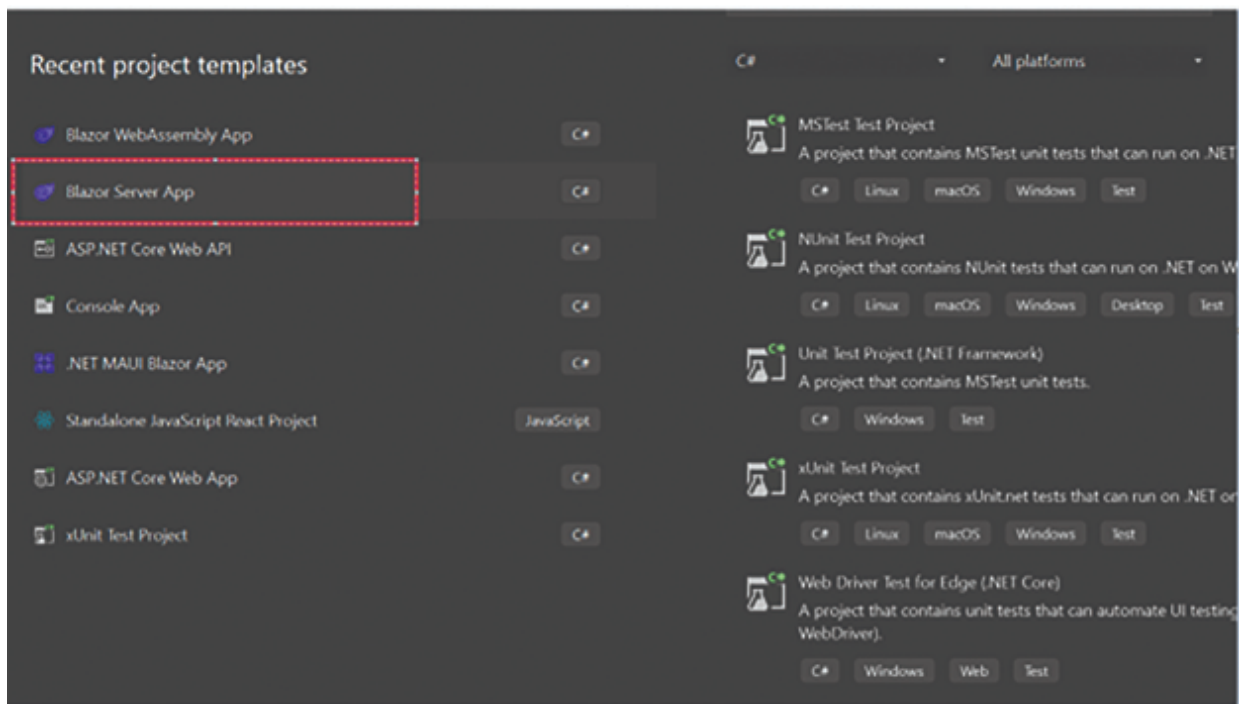 Recent project templates
Blazor WebAssembly App C#
Blazor Server App C#
ASP.NET Core Web API C#
Console App C#
.NET MAUI Blazor App C#
Standalone JavaScript React Project JavaScript
ASP.NET Core Web App C#
xUnit Test Project C#
C# All platforms
MSTest Test Project
A project that contains MSTest unit tests that can run on .NET
C# Linux macOS Windows Test
NUnit Test Project
A project that contains NUnit tests that can run on .NET on W
C# Linux macOS Windows Desktop Test
Unit Test Project (.NET Framework)
A project that contains MSTest unit tests.
C# Windows Test
xUnit Test Project
A project that contains xUnit.net tests that can run on .NET or
C# Linux macOS Windows Test
Web Driver Test for Edge (.NET Core)
A project that contains unit tests that can automate UI testing
WebDriver).
C# Windows Web Test